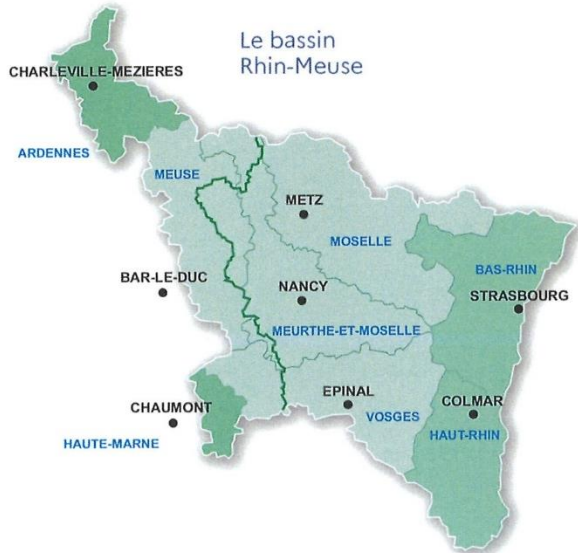 Le bassin
Rhin-Meuse
CHARLEVILLE-MEZIERES
ARDENNES
MEUSE
METZ
MOSELLE
BAR-LE-DUC
NANCY
BAS-RHIN
STRASBOURG
MEURTHE-ET-MOSELLE
EPINAL
CHAUMONT
VOSGES
COLMAR
HAUTE-MARNE
HAUT-RHIN